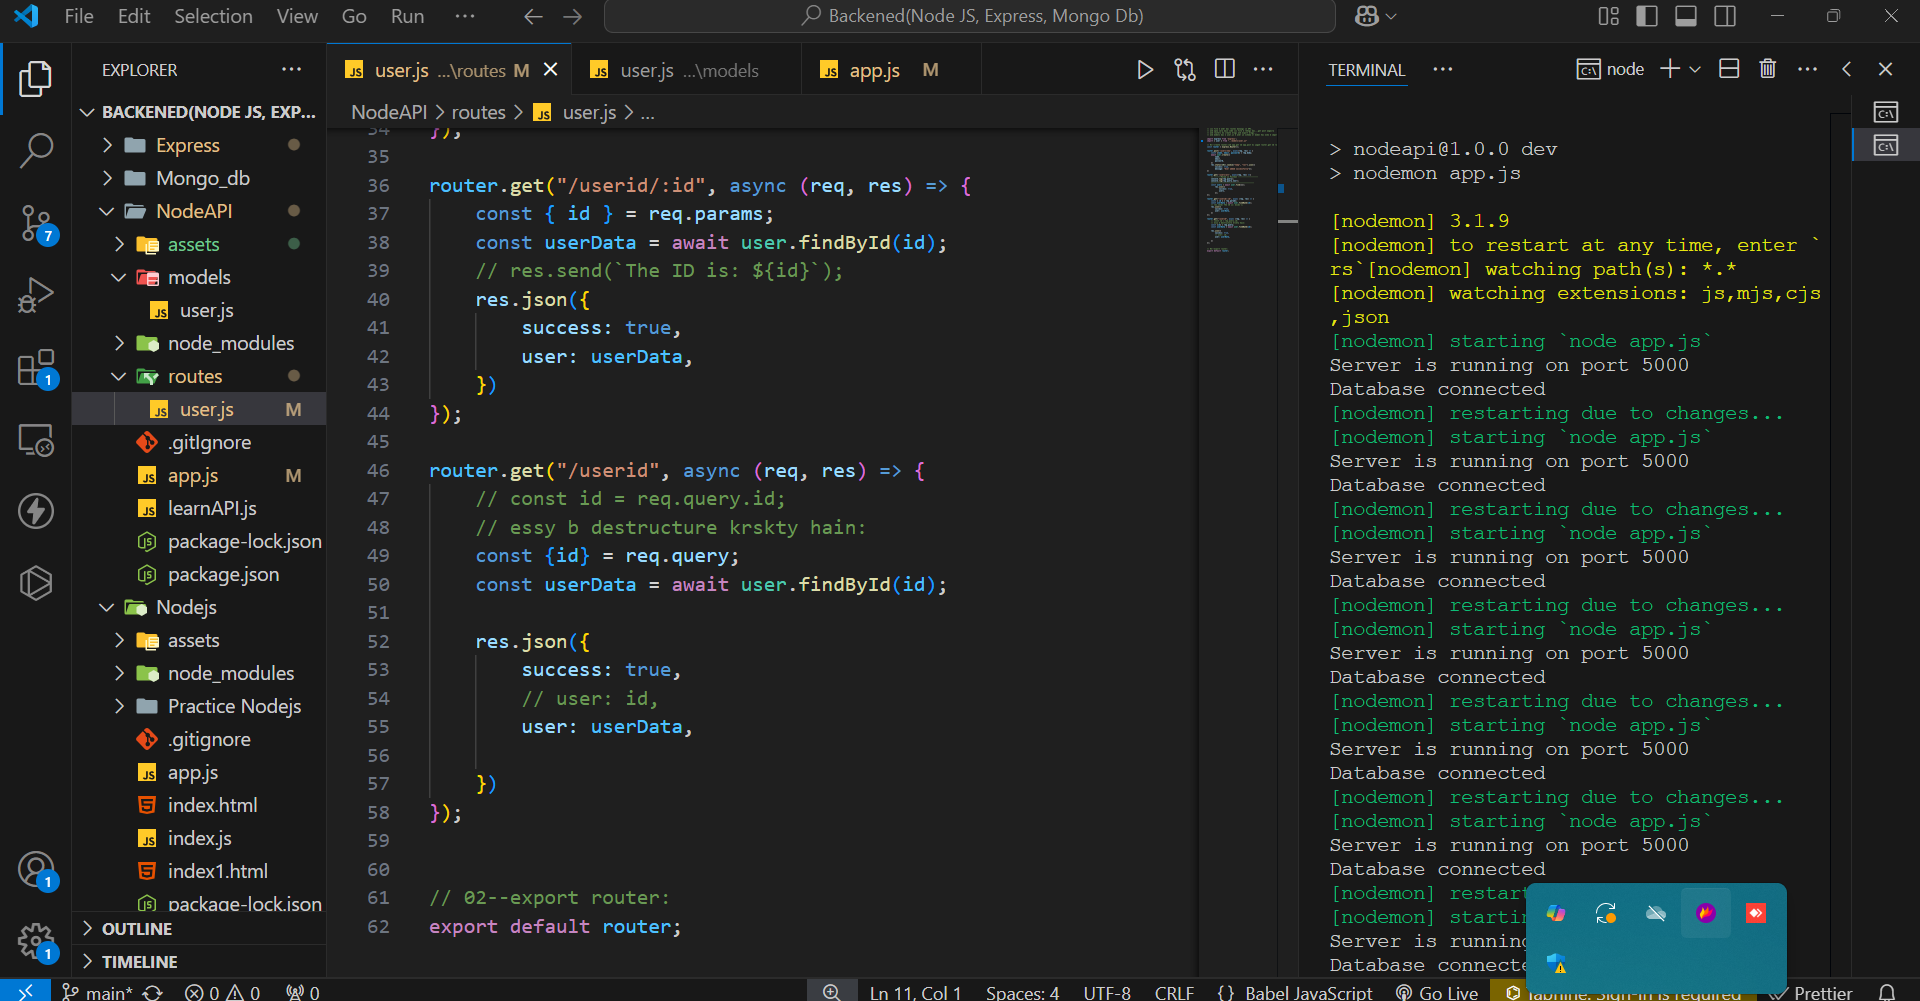 File Edit Selection View Go Run ...
Backened(Node JS, Express, Mongo Db)
EXPLORER
BACKENED(NODE JS, EXP...
Express
Mongo_db
NodeAPI
assets
models
user.js
node_modules
routes
user.js M
.gitIgnore
app.js M
learnAPI.js
package-lock.json
package.json
Nodejs
assets
node_modules
Practice Nodejs
.gitignore
app.js
index.html
index.js
index1.html
package-lock.json
OUTLINE
TIMELINE
7
1
1
1
user.js ...\routes M
user.js ...\models
app.js M
NodeAPI > routes > JS user.js > ...
34 });
35
36 router.get("/userid/:id", async (req, res) => {
37 const { id } = req.params;
38 const userData = await user.findById(id);
39 // res.send(`The ID is: ${id}`);
40 res.json({
41 success: true,
42 user: userData,
43 })
44 });
45
46 router.get("/userid", async (req, res) => {
47 // const id = req.query.id;
48 // essy b destructure krskty hain:
49 const {id} = req.query;
50 const userData = await user.findById(id);
51
52 res.json({
53 success: true,
54 // user: id,
55 user: userData,
56
57 })
58 });
59
60
61 // 02--export router:
62 export default router;
TERMINAL
node
> nodeapi@1.0.0 dev
> nodemon app.js
[nodemon] 3.1.9
[nodemon] to restart at any time, enter `
rs`[nodemon] watching path(s): *.*
[nodemon] watching extensions: js,mjs,cjs
,json
[nodemon] starting `node app.js`
Server is running on port 5000
Database connected
[nodemon] restarting due to changes...
[nodemon] starting `node app.js`
Server is running on port 5000
Database connected
[nodemon] restarting due to changes...
[nodemon] starting `node app.js`
Server is running on port 5000
Database connected
[nodemon] restarting due to changes...
[nodemon] starting `node app.js`
Server is running on port 5000
Database connected
[nodemon] restarting due to changes...
[nodemon] starting `node app.js`
Server is running on port 5000
Database connected
[nodemon] restarting due to changes...
[nodemon] starting `node app.js`
Server is running on port 5000
Database connected
[nodemon]
[nodemon]
Server is
Database
main* 0 0 0
Ln 11, Col 1 Spaces: 4 UTF-8 CRLF {} Babel JavaScript Go Live Tabnine: Sign-in is required Prettier